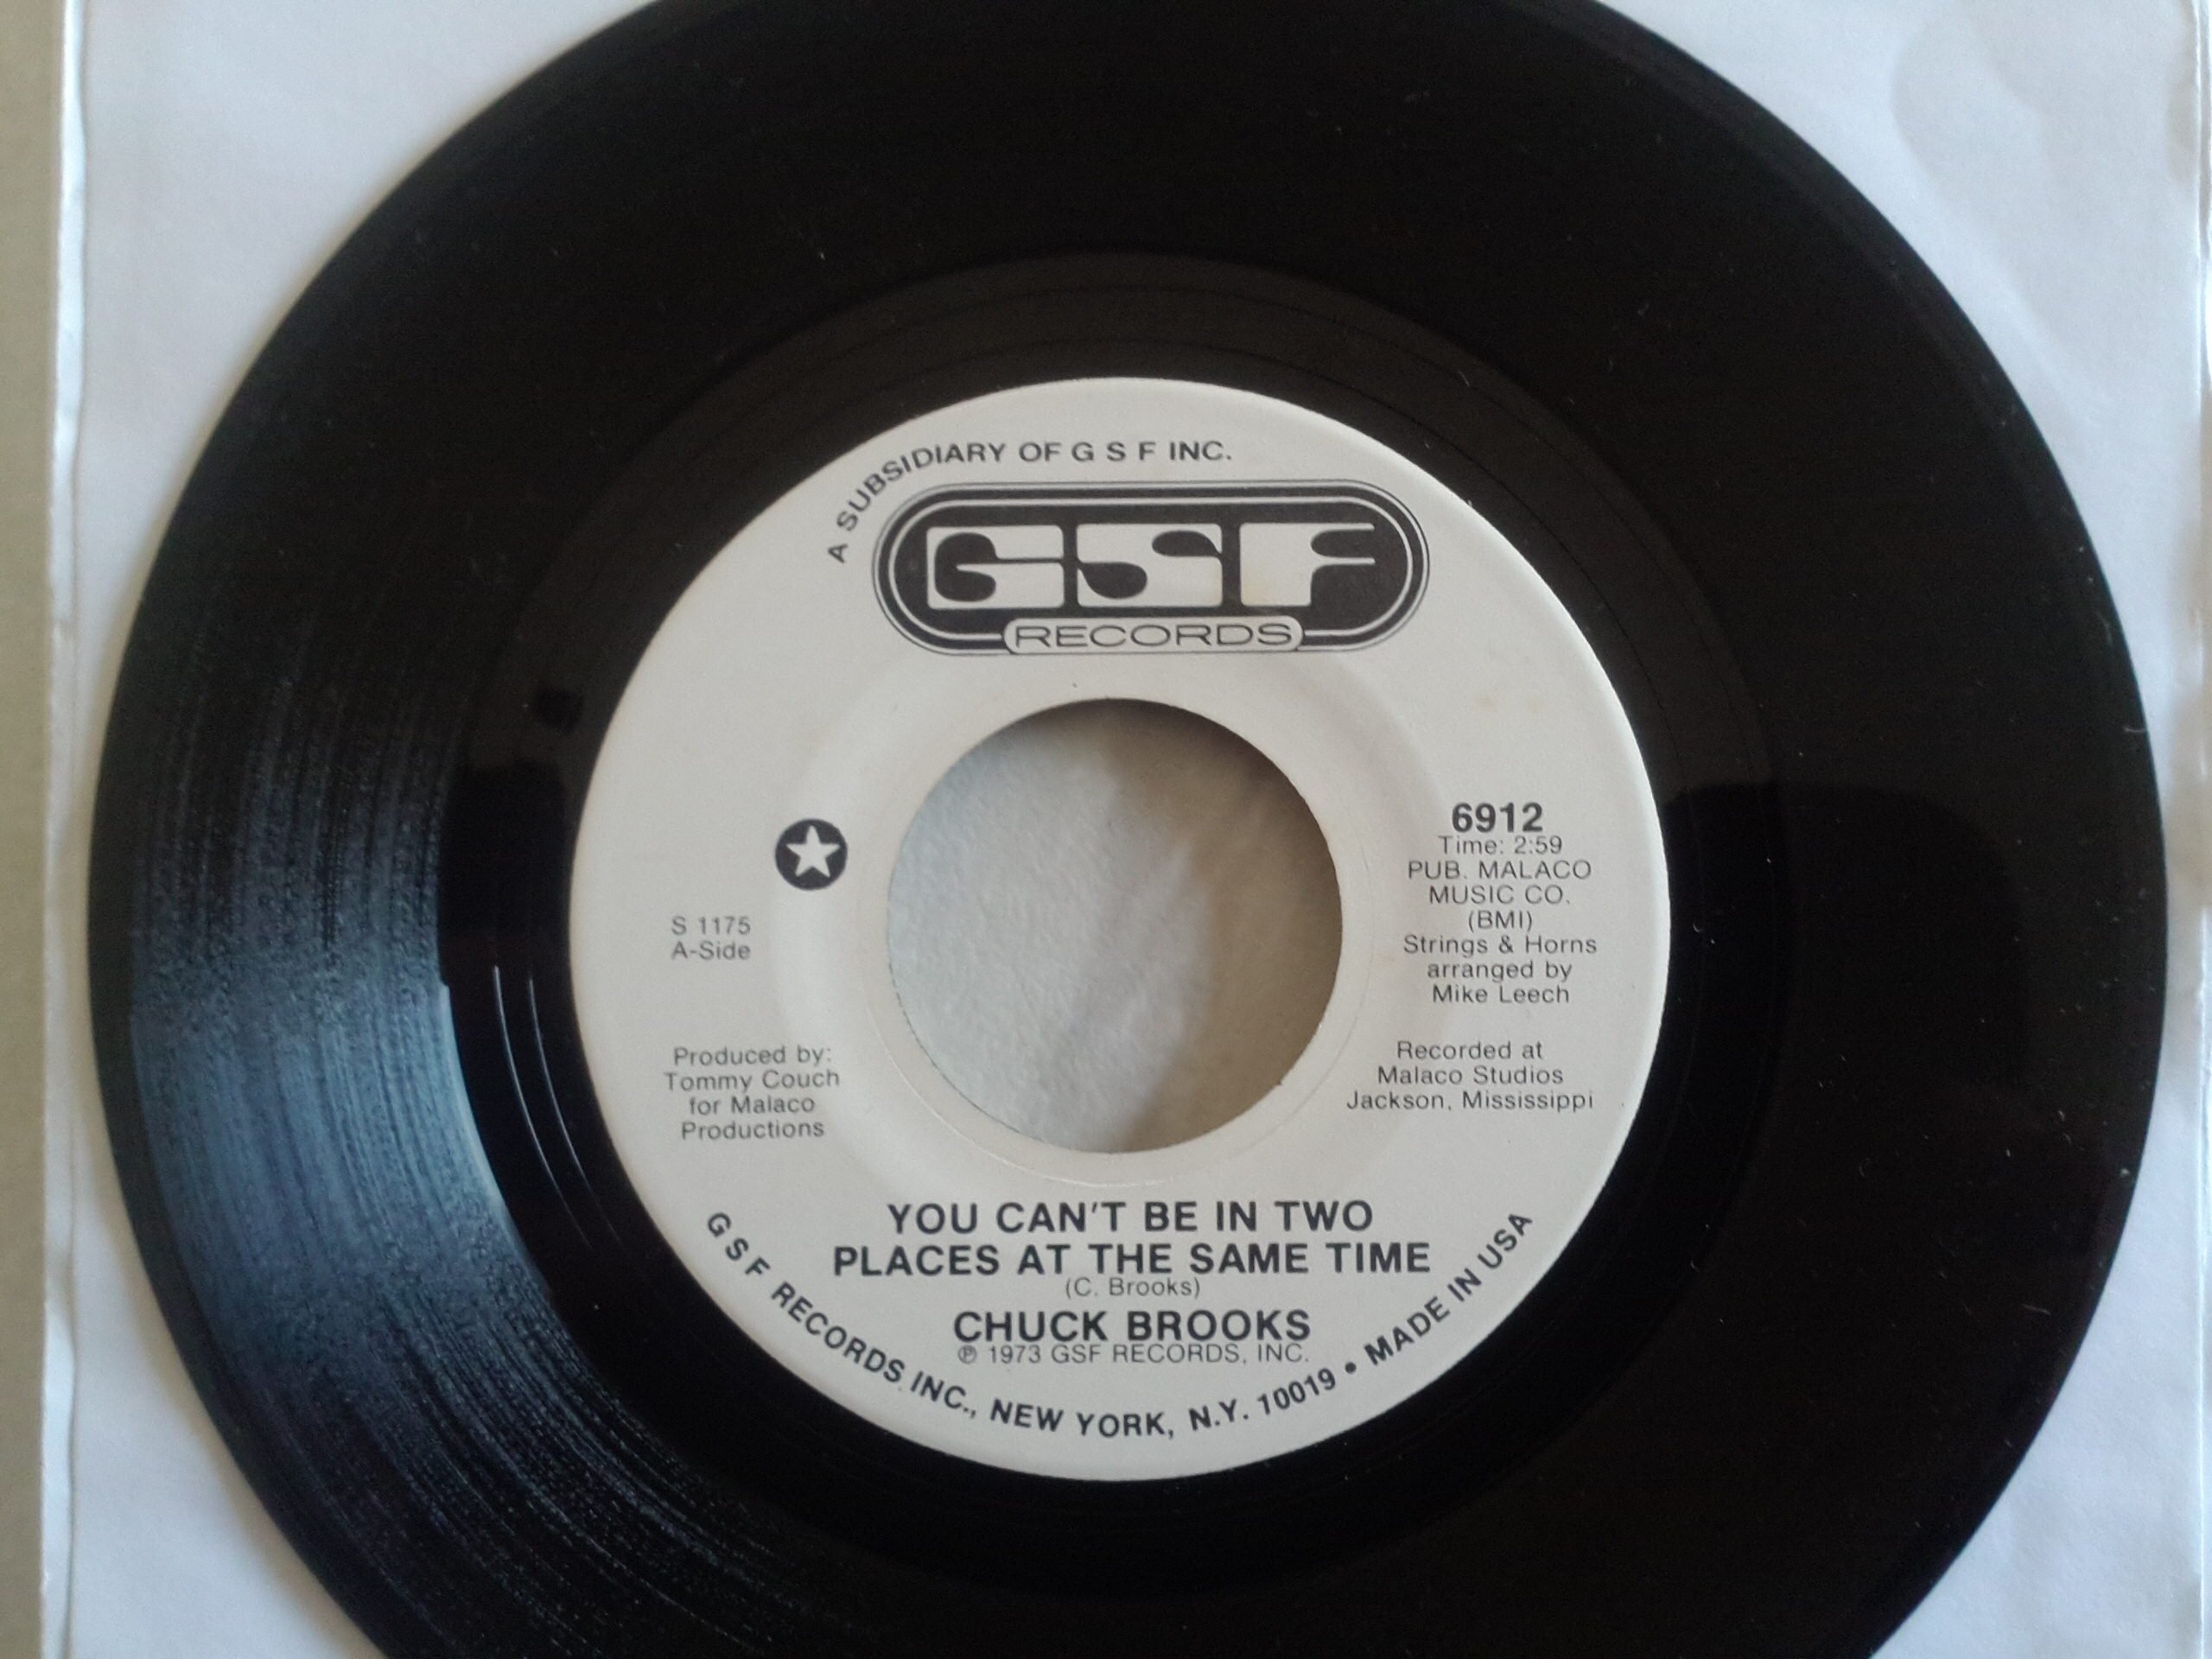 A SUBSIDIARY OF G S F INC.
GSF
RECORDS
6912
Time: 2:59
PUB. MALACO
MUSIC CO.
(BMI)
Strings & Horns
arranged by
Mike Leech
Recorded at
Malaco Studios
Jackson, Mississippi
S 1175
A-Side
Produced by:
Tommy Couch
for Malaco
Productions
YOU CAN'T BE IN TWO
PLACES AT THE SAME TIME
(C. Brooks)
CHUCK BROOKS
℗ 1973 GSF RECORDS, INC.
G S F RECORDS INC., NEW YORK, N.Y. 10019 • MADE IN USA